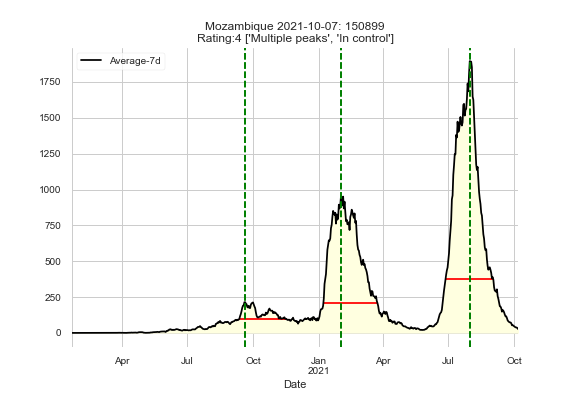 Mozambique 2021-10-07: 150899
Rating:4 ['Multiple peaks', 'In control']
Average-7d
1750
1500
1250
1000
750
500
250
0
Apr Jul Oct Jan Apr Jul Oct
2021
Date